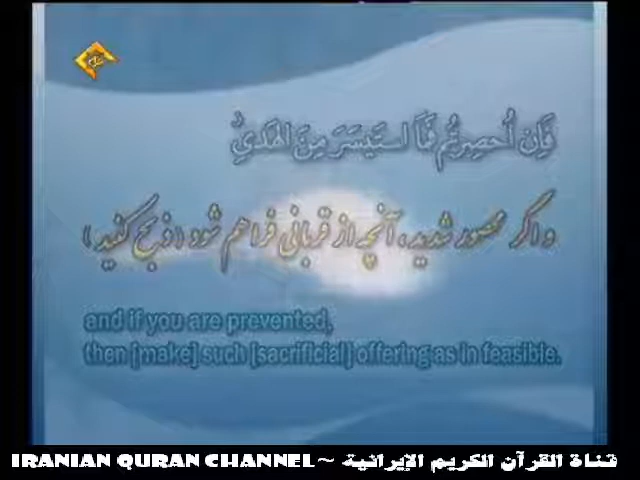 فَإِنْ أُحْصِرْتُمْ فَمَا اسْتَيْسَرَ مِنَ الْهَدْيِ
و اگر محصور شدید، آنچه از قربانی فراهم شود (ذبح کنید)
and if you are prevented,
then [make] such [sacrificial] offering as in feasible.
IRANIAN QURAN CHANNEL ~ قناة القرآن الكريم الإيرانية